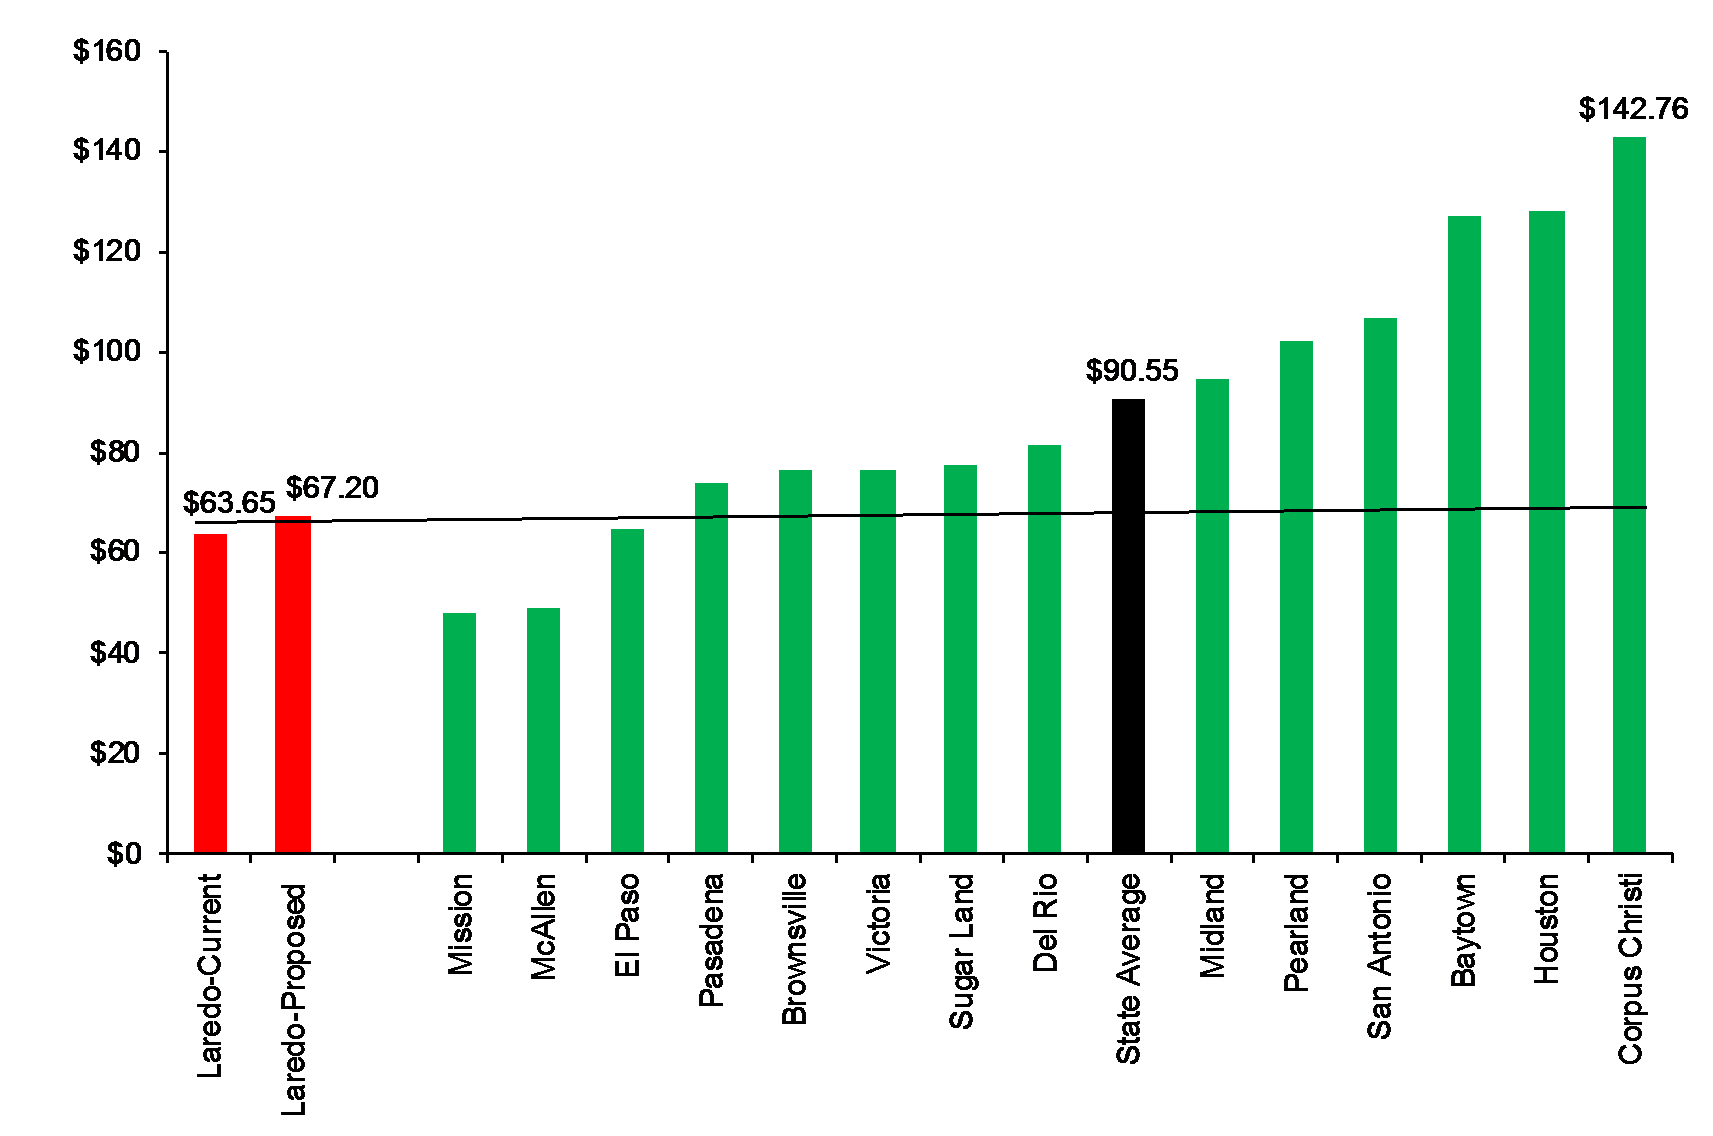 $160
$140
$120
$100
$80
$60
$40
$20
$0
$63.65
$67.20
$90.55
$142.76
Laredo-Current
Laredo-Proposed
Mission
McAllen
El Paso
Pasadena
Brownsville
Victoria
Sugar Land
Del Rio
State Average
Midland
Pearland
San Antonio
Baytown
Houston
Corpus Christi